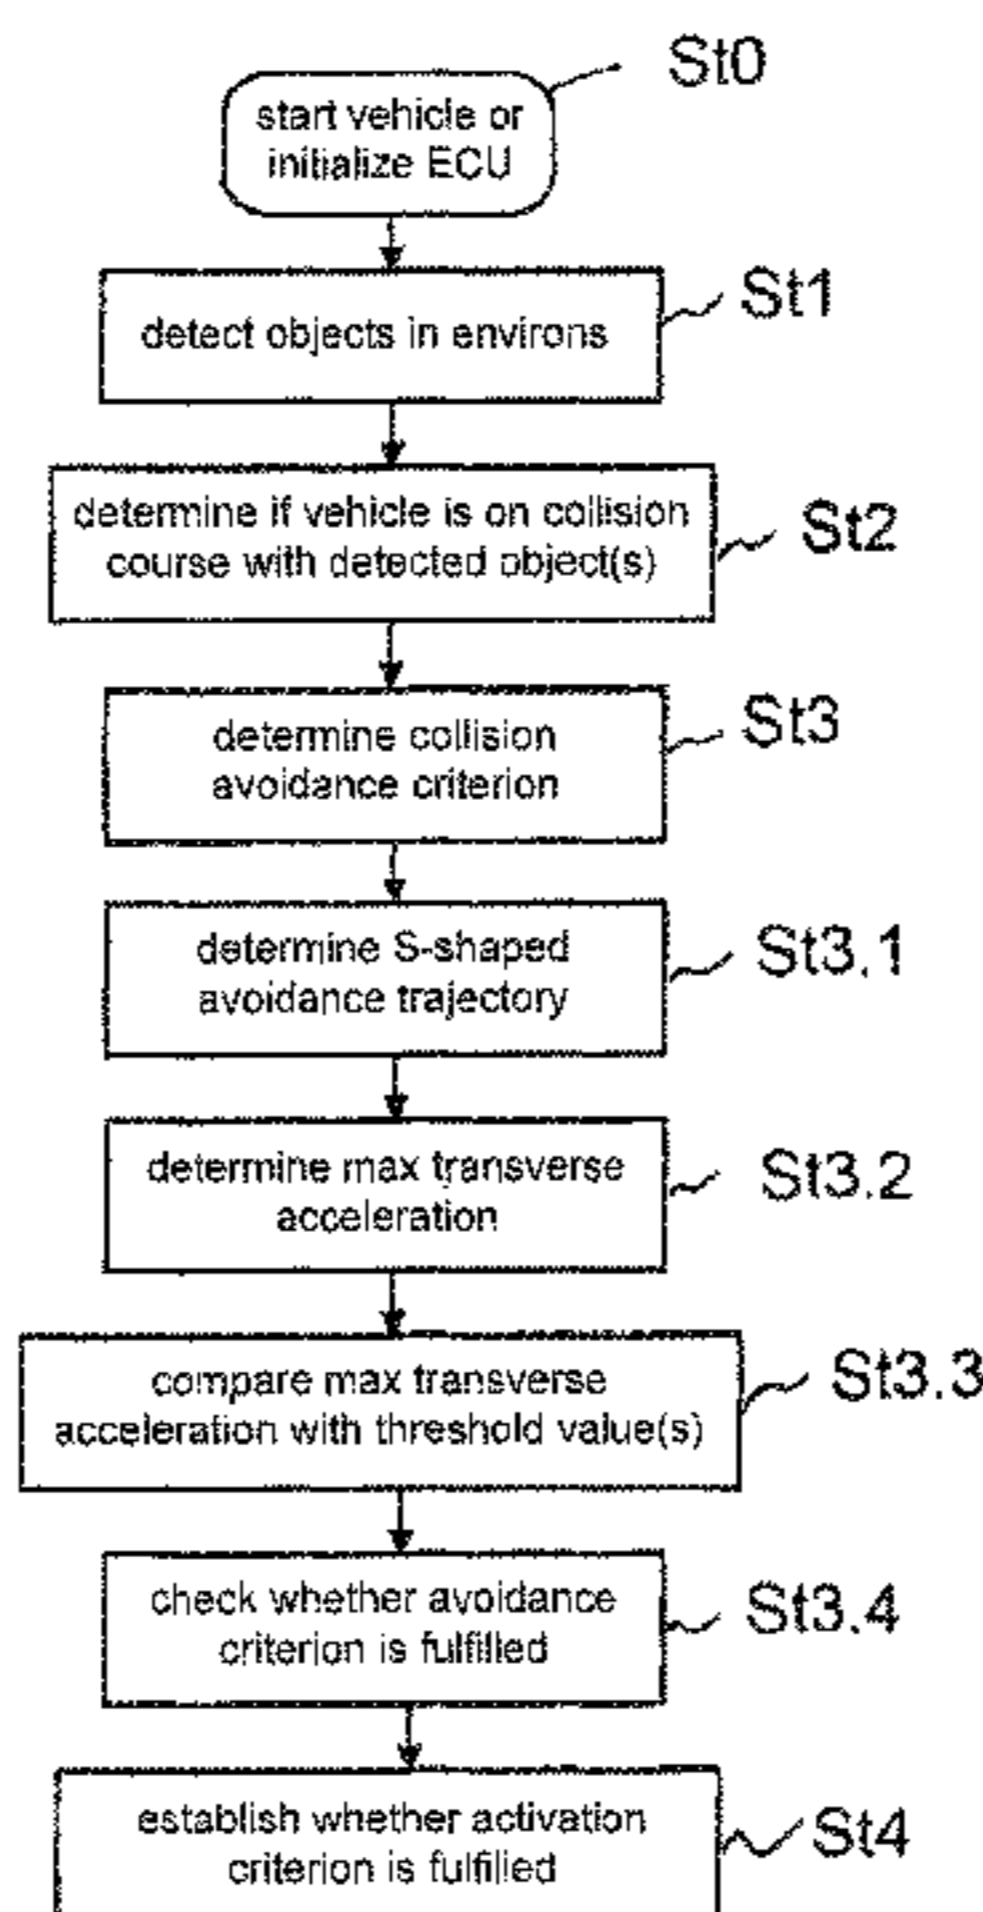 St0
start vehicle or
initialize ECU
St1
detect objects in environs
determine if vehicle is on collision
course with detected object(s)
St2
determine collision
avoidance criterion
St3
determine S-shaped
avoidance trajectory
St3.1
determine max transverse
acceleration
St3.2
compare max transverse
acceleration with threshold value(s)
St3.3
check whether avoidance
criterion is fulfilled
St3.4
establish whether activation
criterion is fulfilled
St4